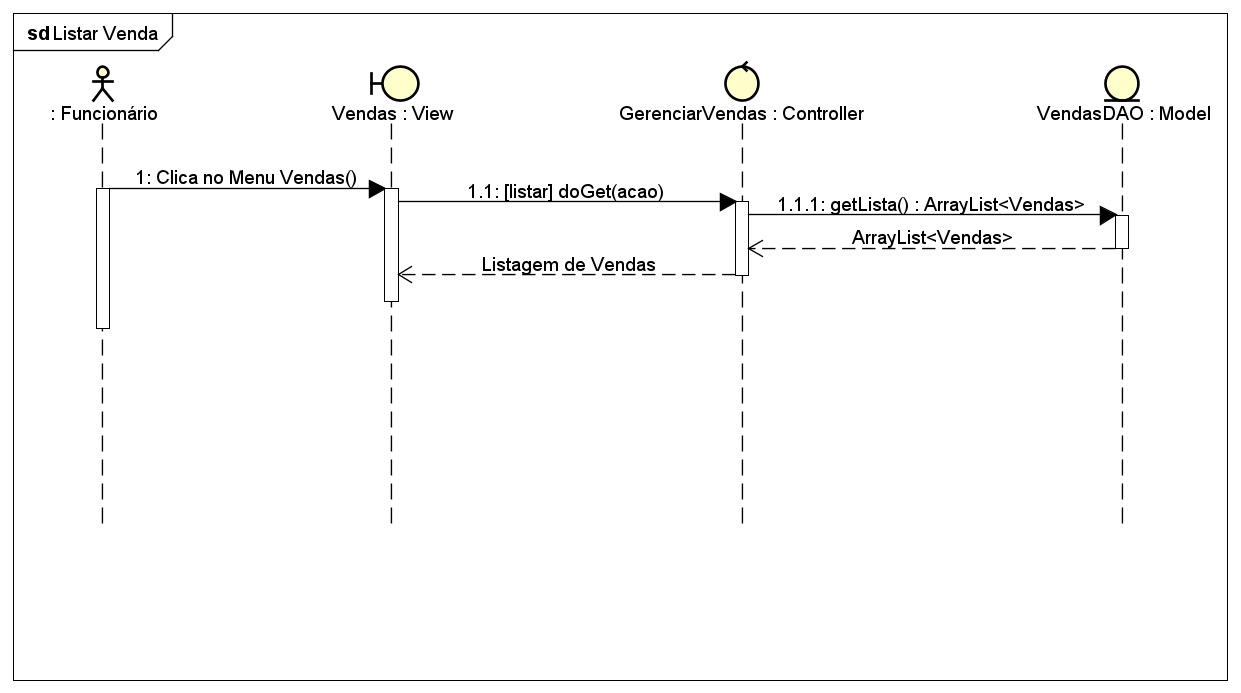 sd Listar Venda
: Funcionário
Vendas : View
GerenciarVendas : Controller
VendasDAO : Model
1: Clica no Menu Vendas()
1.1: [listar] doGet(acao)
1.1.1: getLista() : ArrayList<Vendas>
ArrayList<Vendas>
Listagem de Vendas